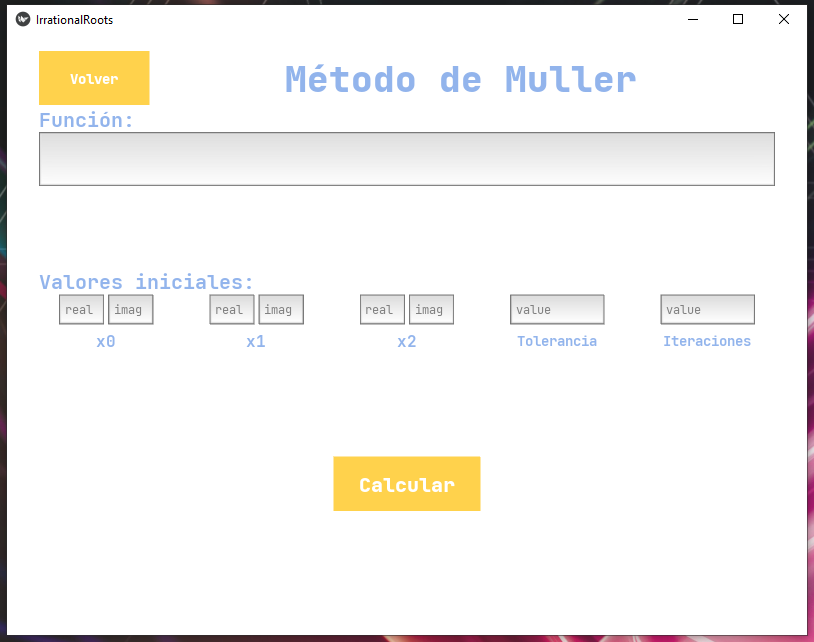 IrrationalRoots
Volver
Método de Muller
Función:
Valores iniciales:
real imag real imag real imag value value
x0 x1 x2 Tolerancia Iteraciones
Calcular